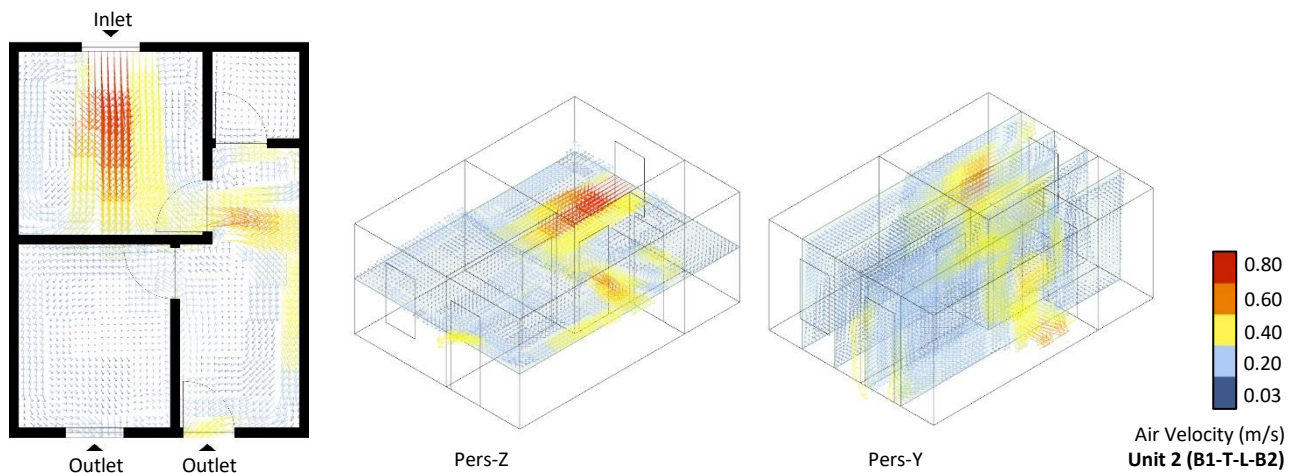 Inlet
Outlet
Outlet
Pers-Z
Pers-Y
0.80
0.60
0.40
0.20
0.03
Air Velocity (m/s)
Unit 2 (B1-T-L-B2)